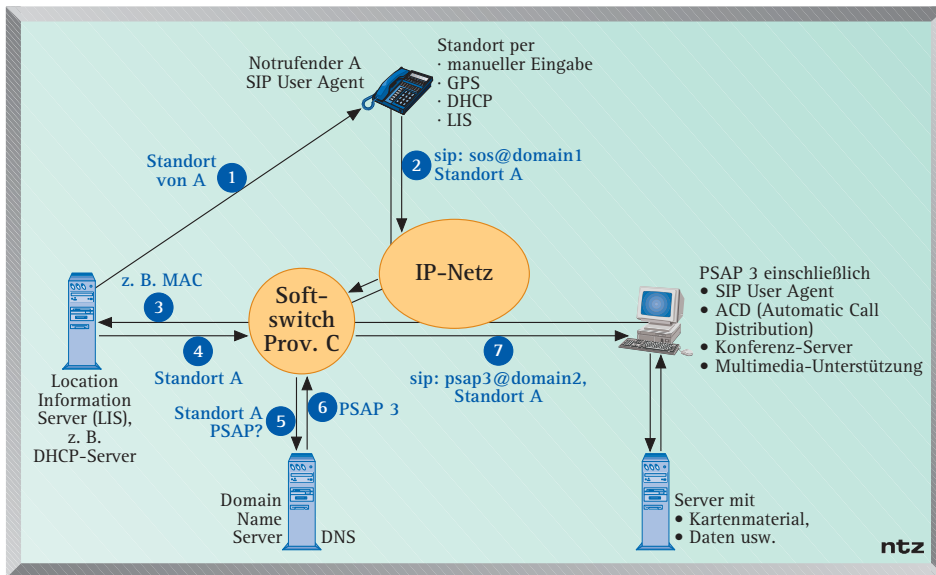 Notrufender A
SIP User Agent
Standort per
· manueller Eingabe
· GPS
· DHCP
· LIS
Standort
von A
1
2
sip: sos@domain1
Standort A
IP-Netz
z. B. MAC
3
Soft-
switch
Prov. C
4
Standort A
7
sip: psap3@domain2,
Standort A
PSAP 3 einschließlich
• SIP User Agent
• ACD (Automatic Call
Distribution)
• Konferenz-Server
• Multimedia-Unterstützung
Location
Information
Server (LIS),
z. B.
DHCP-Server
Standort A
PSAP?
5
6
PSAP 3
Domain
Name
Server
DNS
Server mit
• Kartenmaterial,
• Daten usw.
ntz